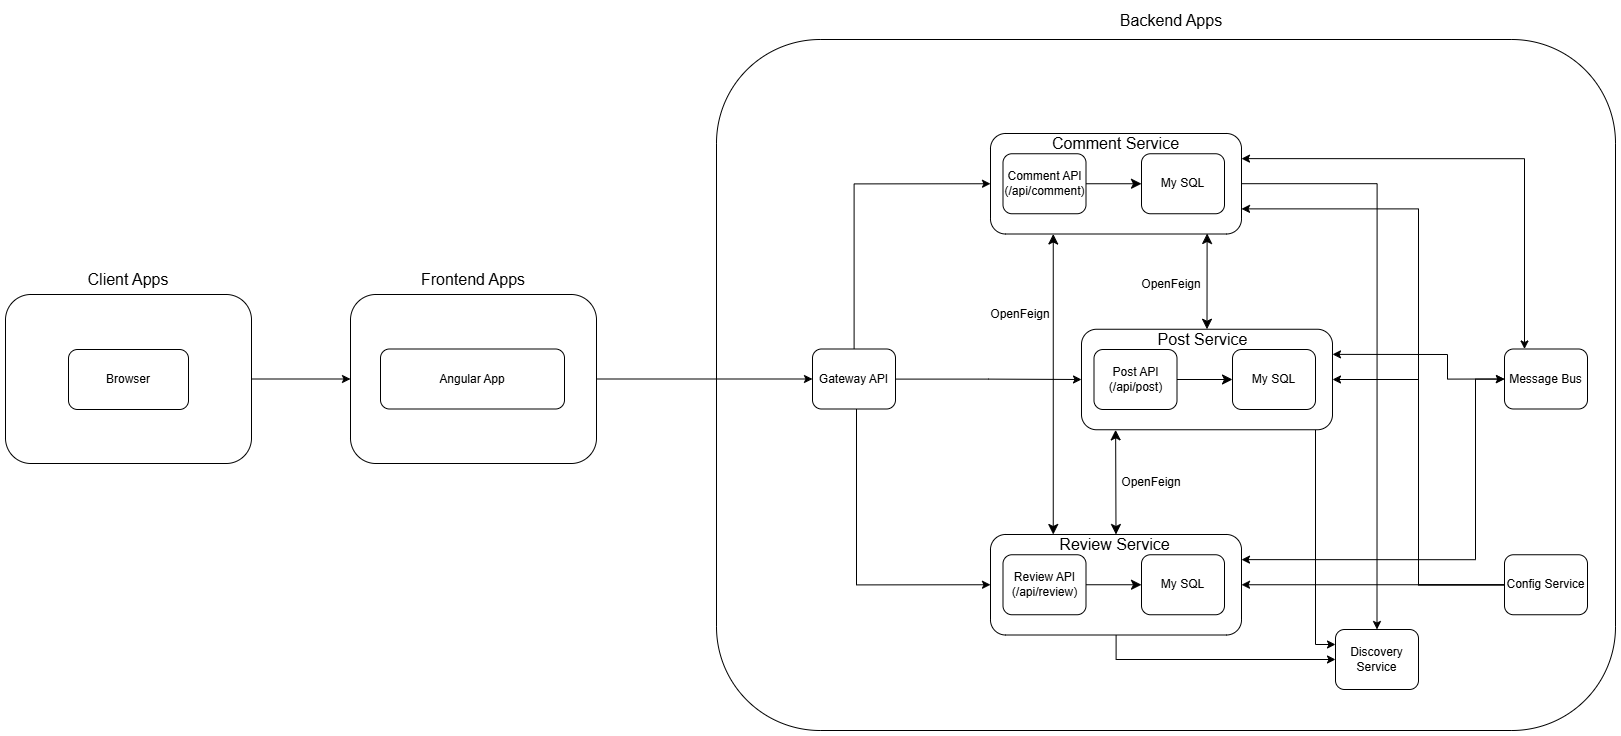 Backend Apps
Client Apps
Frontend Apps
Browser
Angular App
Gateway API
Comment Service
Comment API
(/api/comment)
My SQL
OpenFeign
OpenFeign
Post Service
Post API
(/api/post)
My SQL
Message Bus
OpenFeign
Review Service
Review API
(/api/review)
My SQL
Config Service
Discovery
Service